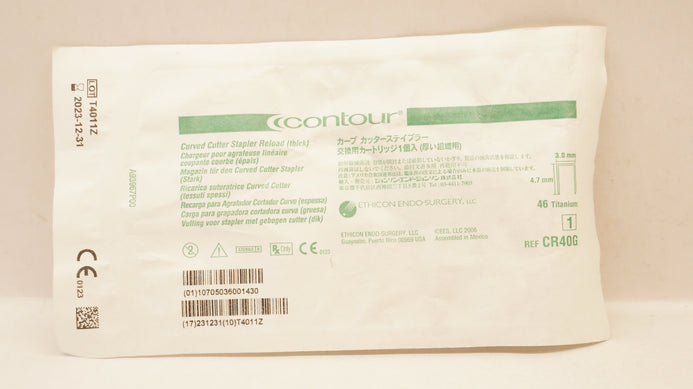 LOT T4011Z
2023-12-31
0123
contour®
Curved Cutter Stapler Reload (thick)
Chargeur pour agrafeuse linéaire
coupante courbe (épais)
Magazin für den Curved Cutter Stapler
(Stark)
Ricarica suturatrice Curved Cutter
(tessuti spessi)
Recarga para Agrafador Cortador Curvo (espessa)
Carga para grapadora cortadora curva (gruesa)
Vulling voor stapler met gebogen cutter (dik)
カーブ カッターステイプラー
交換用カートリッジ1個入 (厚い組織用)
ETHICON ENDO-SURGERY, LLC
3.0 mm
4.7 mm
46 Titanium
1
REF CR40G
STERILE R
Rx Only
0123
ETHICON ENDO-SURGERY, LLC
Guaynabo, Puerto Rico 00969 USA
©EES, LLC 2006
Assembled in Mexico
(01)10705036001430
(17)231231(10)T4011Z